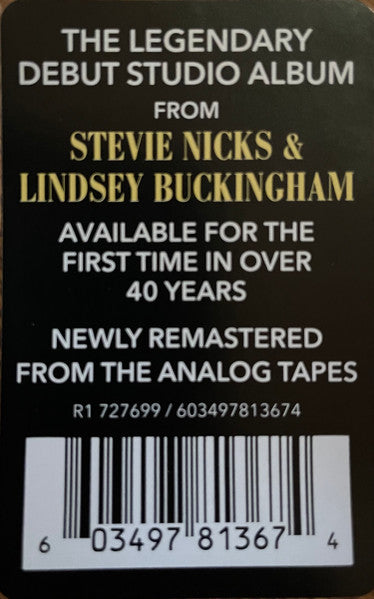 THE LEGENDARY
DEBUT STUDIO ALBUM
FROM
STEVIE NICKS &
LINDSEY BUCKINGHAM
AVAILABLE FOR THE
FIRST TIME IN OVER
40 YEARS
NEWLY REMASTERED
FROM THE ANALOG TAPES
R1 727699 / 603497813674
6 03497 81367 4